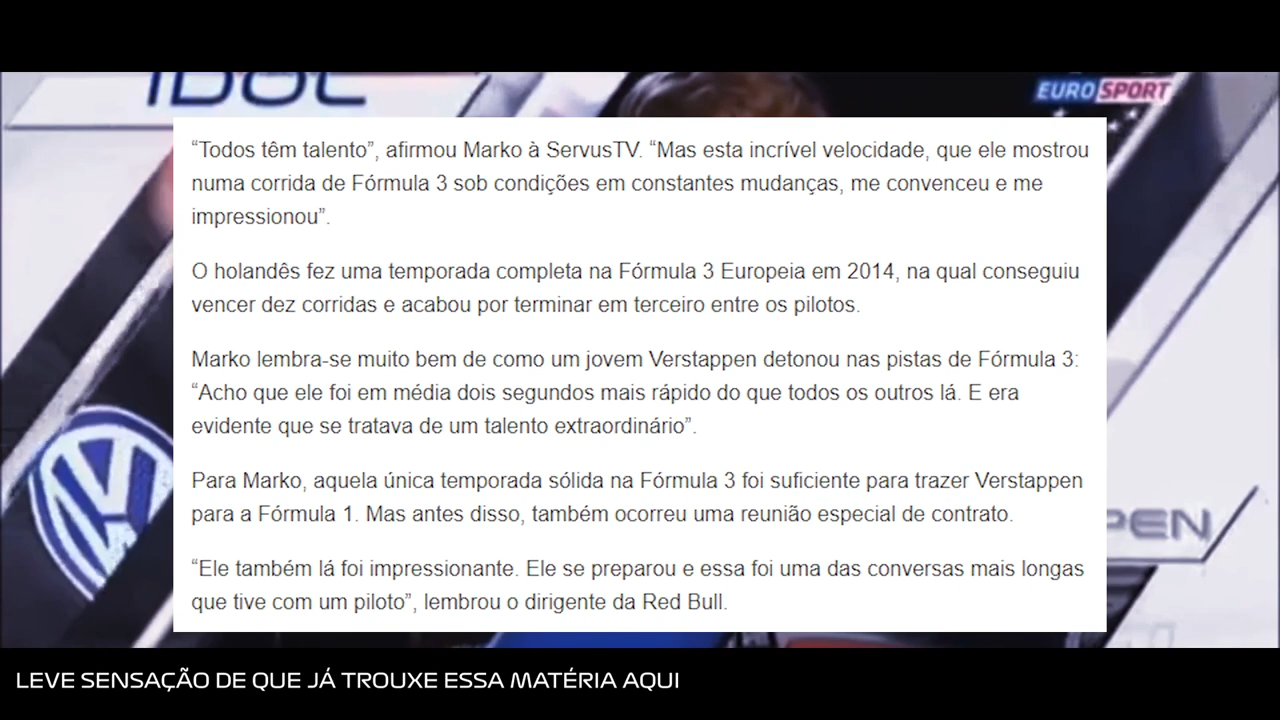 IDOL
EUROSPORT
“Todos têm talento”, afirmou Marko à ServusTV. “Mas esta incrível velocidade, que ele mostrou
numa corrida de Fórmula 3 sob condições em constantes mudanças, me convenceu e me
impressionou”.
O holandês fez uma temporada completa na Fórmula 3 Europeia em 2014, na qual conseguiu
vencer dez corridas e acabou por terminar em terceiro entre os pilotos.
Marko lembra-se muito bem de como um jovem Verstappen detonou nas pistas de Fórmula 3:
“Acho que ele foi em média dois segundos mais rápido do que todos os outros lá. E era
evidente que se tratava de um talento extraordinário”.
Para Marko, aquela única temporada sólida na Fórmula 3 foi suficiente para trazer Verstappen
para a Fórmula 1. Mas antes disso, também ocorreu uma reunião especial de contrato.
“Ele também lá foi impressionante. Ele se preparou e essa foi uma das conversas mais longas
que tive com um piloto”, lembrou o dirigente da Red Bull.
PEN
LEVE SENSAÇÃO DE QUE JÁ TROUXE ESSA MATÉRIA AQUI